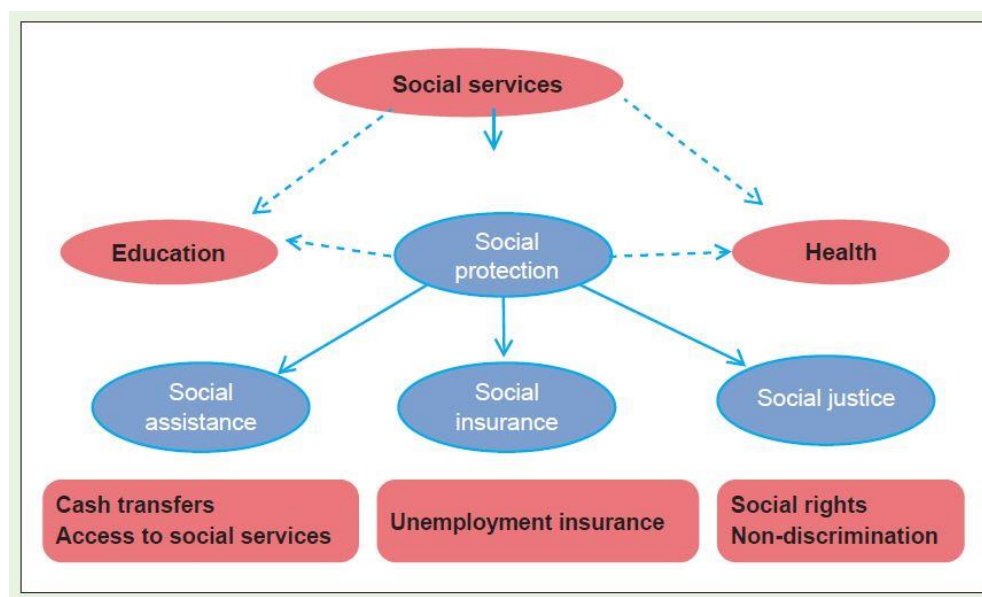 Social services
Education
Social
protection
Health
Social
assistance
Social
insurance
Social justice
Cash transfers
Access to social services
Unemployment insurance
Social rights
Non-discrimination